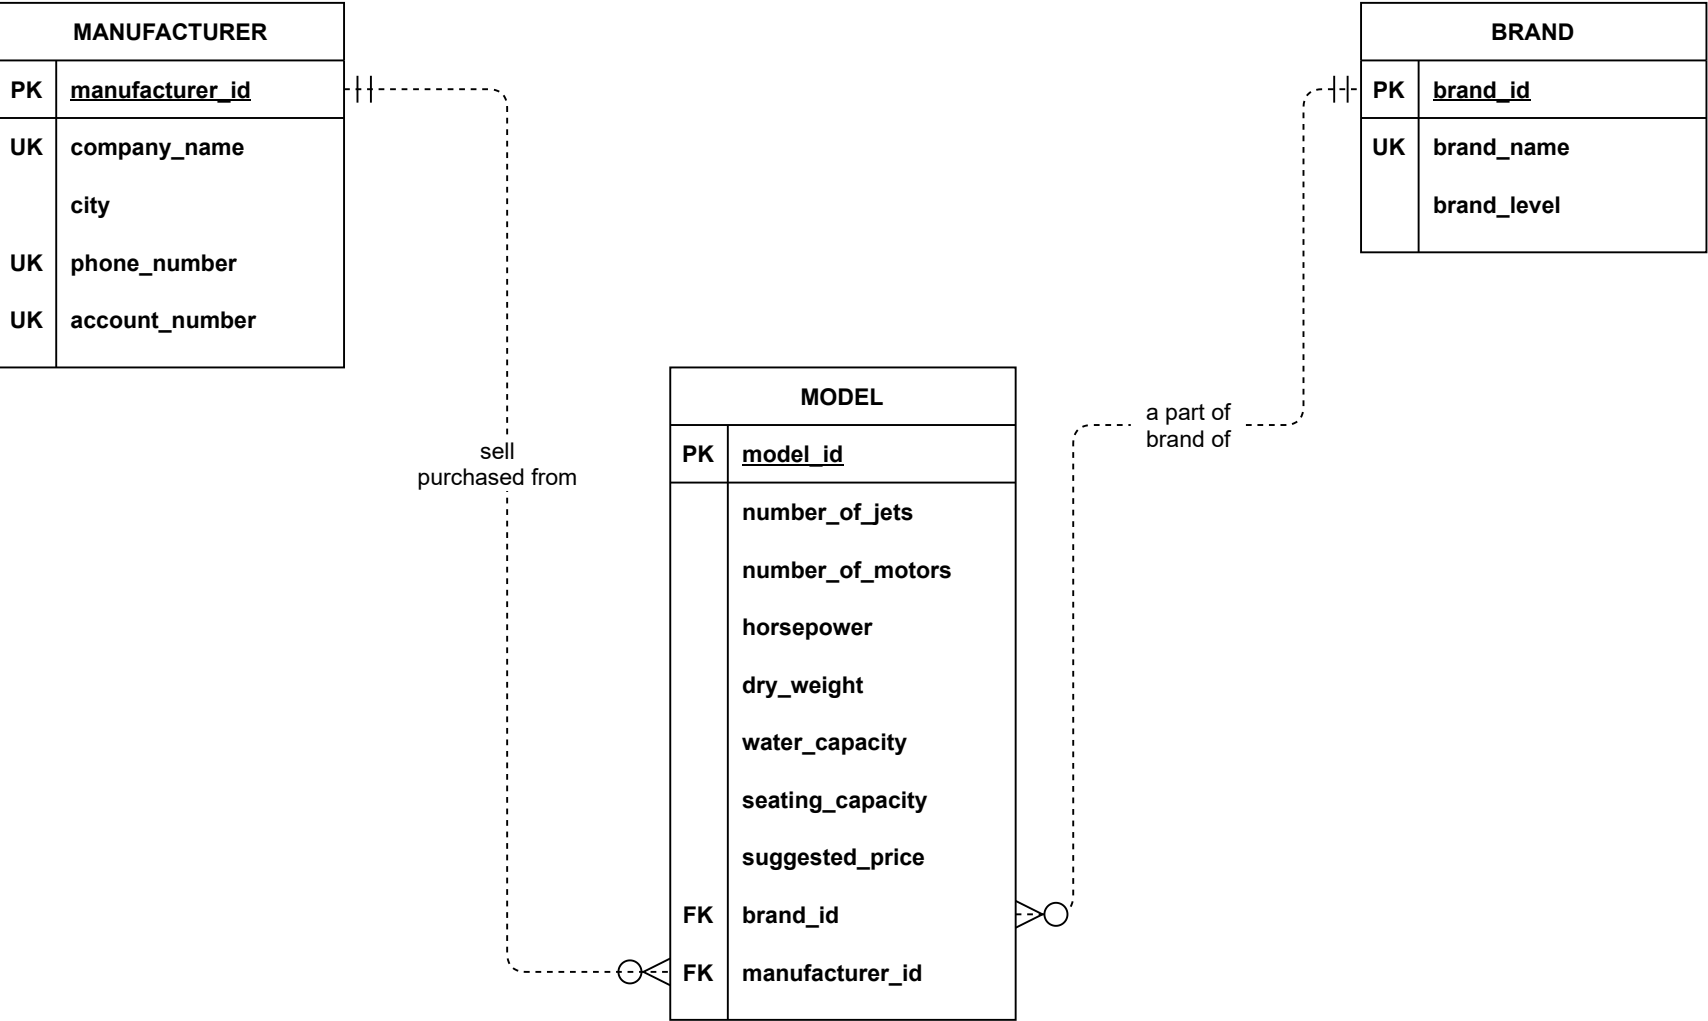 MANUFACTURER
PK manufacturer_id
UK company_name
city
UK phone_number
UK account_number
BRAND
PK brand_id
UK brand_name
brand_level
sell
purchased from
a part of
brand of
MODEL
PK model_id
number_of_jets
number_of_motors
horsepower
dry_weight
water_capacity
seating_capacity
suggested_price
FK brand_id
FK manufacturer_id